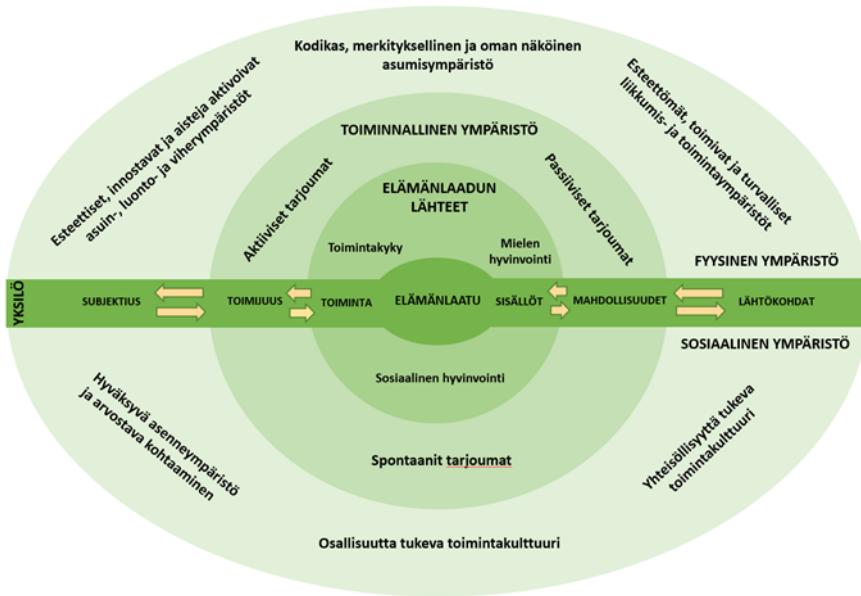 Kodikas, merkityksellinen ja oman näköinen
asumisympäristö
Esteettiset, innostavat ja aisteja aktivoivat
asuin-, luonto- ja viherympäristöt
Esteettömät, toimivat ja turvalliset
liikkumis- ja toimintaympäristöt
TOIMINNALLINEN YMPÄRISTÖ
Aktiiviset tarjoumat
Passiiviset tarjoumat
ELÄMÄNLAADUN
LÄHTEET
Toimintakyky
Mielen
hyvinvointi
FYYSINEN YMPÄRISTÖ
YKSILÖ
SUBJEKTIUS
TOIMIJUUS
TOIMINTA
ELÄMÄNLAATU
SISÄLLÖT
MAHDOLLISUUDET
LÄHTÖKOHDAT
SOSIAALINEN YMPÄRISTÖ
Sosiaalinen hyvinvointi
Hyväksyvä asenneympäristö
ja arvostava kohtaaminen
Yhteisöllisyyttä tukeva
toimintakulttuuri
Spontaanit tarjoumat
Osallisuutta tukeva toimintakulttuuri